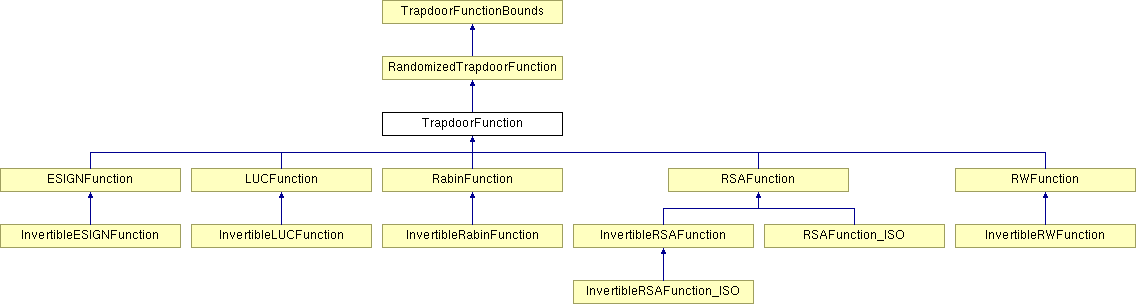 TrapdoorFunctionBounds
RandomizedTrapdoorFunction
TrapdoorFunction
ESIGNFunction
LUCFunction
RabinFunction
RSAFunction
RWFunction
InvertibleESIGNFunction
InvertibleLUCFunction
InvertibleRabinFunction
InvertibleRSAFunction
RSAFunction_ISO
InvertibleRWFunction
InvertibleRSAFunction_ISO